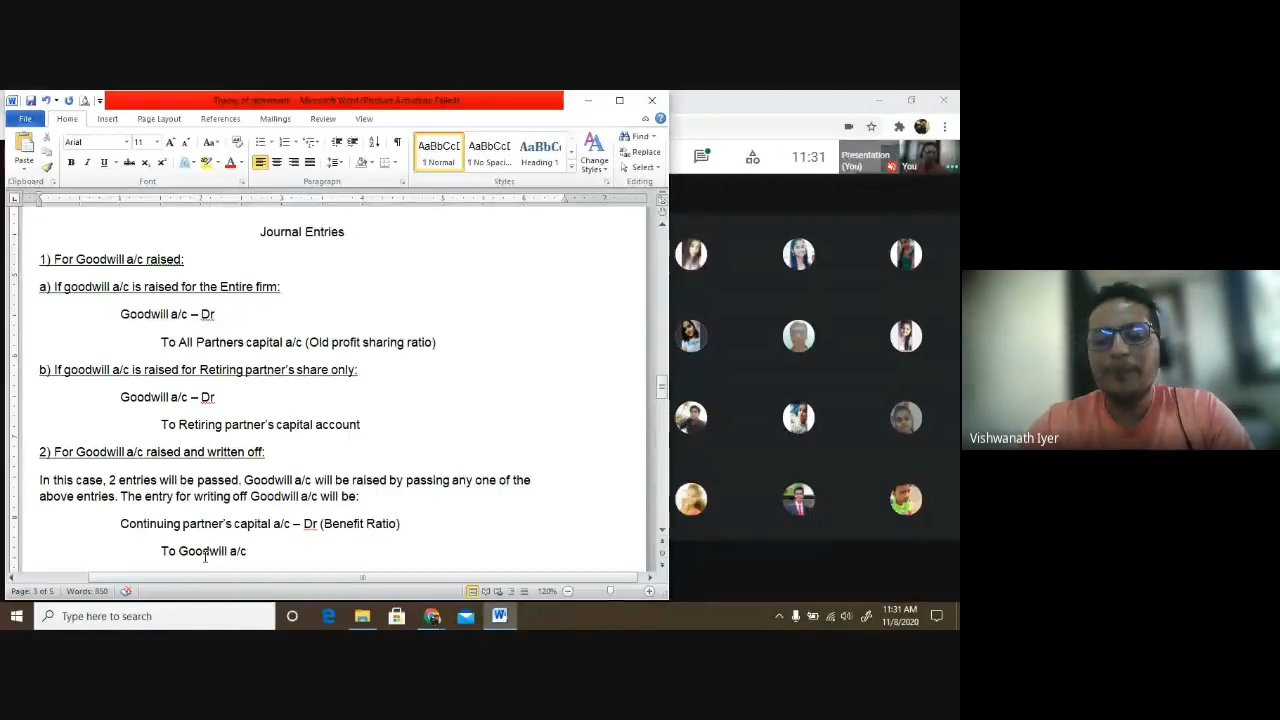 Microsoft Word (Product Activation Failed)
File Home Insert Page Layout References Mailings Review View
Paste
Arial 11
AaBbCcI AaBbCcI AaBbC
¶ Normal ¶ No Spaci... Heading 1
Change Styles
Find
Replace
Select
Clipboard Font Paragraph Styles Editing
11:31
Presentation (You)
You
Journal Entries
1) For Goodwill a/c raised:
a) If goodwill a/c is raised for the Entire firm:
Goodwill a/c – Dr
To All Partners capital a/c (Old profit sharing ratio)
b) If goodwill a/c is raised for Retiring partner's share only:
Goodwill a/c – Dr
To Retiring partner's capital account
2) For Goodwill a/c raised and written off:
In this case, 2 entries will be passed. Goodwill a/c will be raised by passing any one of the
above entries. The entry for writing off Goodwill a/c will be:
Continuing partner's capital a/c – Dr (Benefit Ratio)
To Goodwill a/c
Vishwanath Iyer
Page: 3 of 5 Words: 850 120%
Type here to search
11:31 AM
11/8/2020